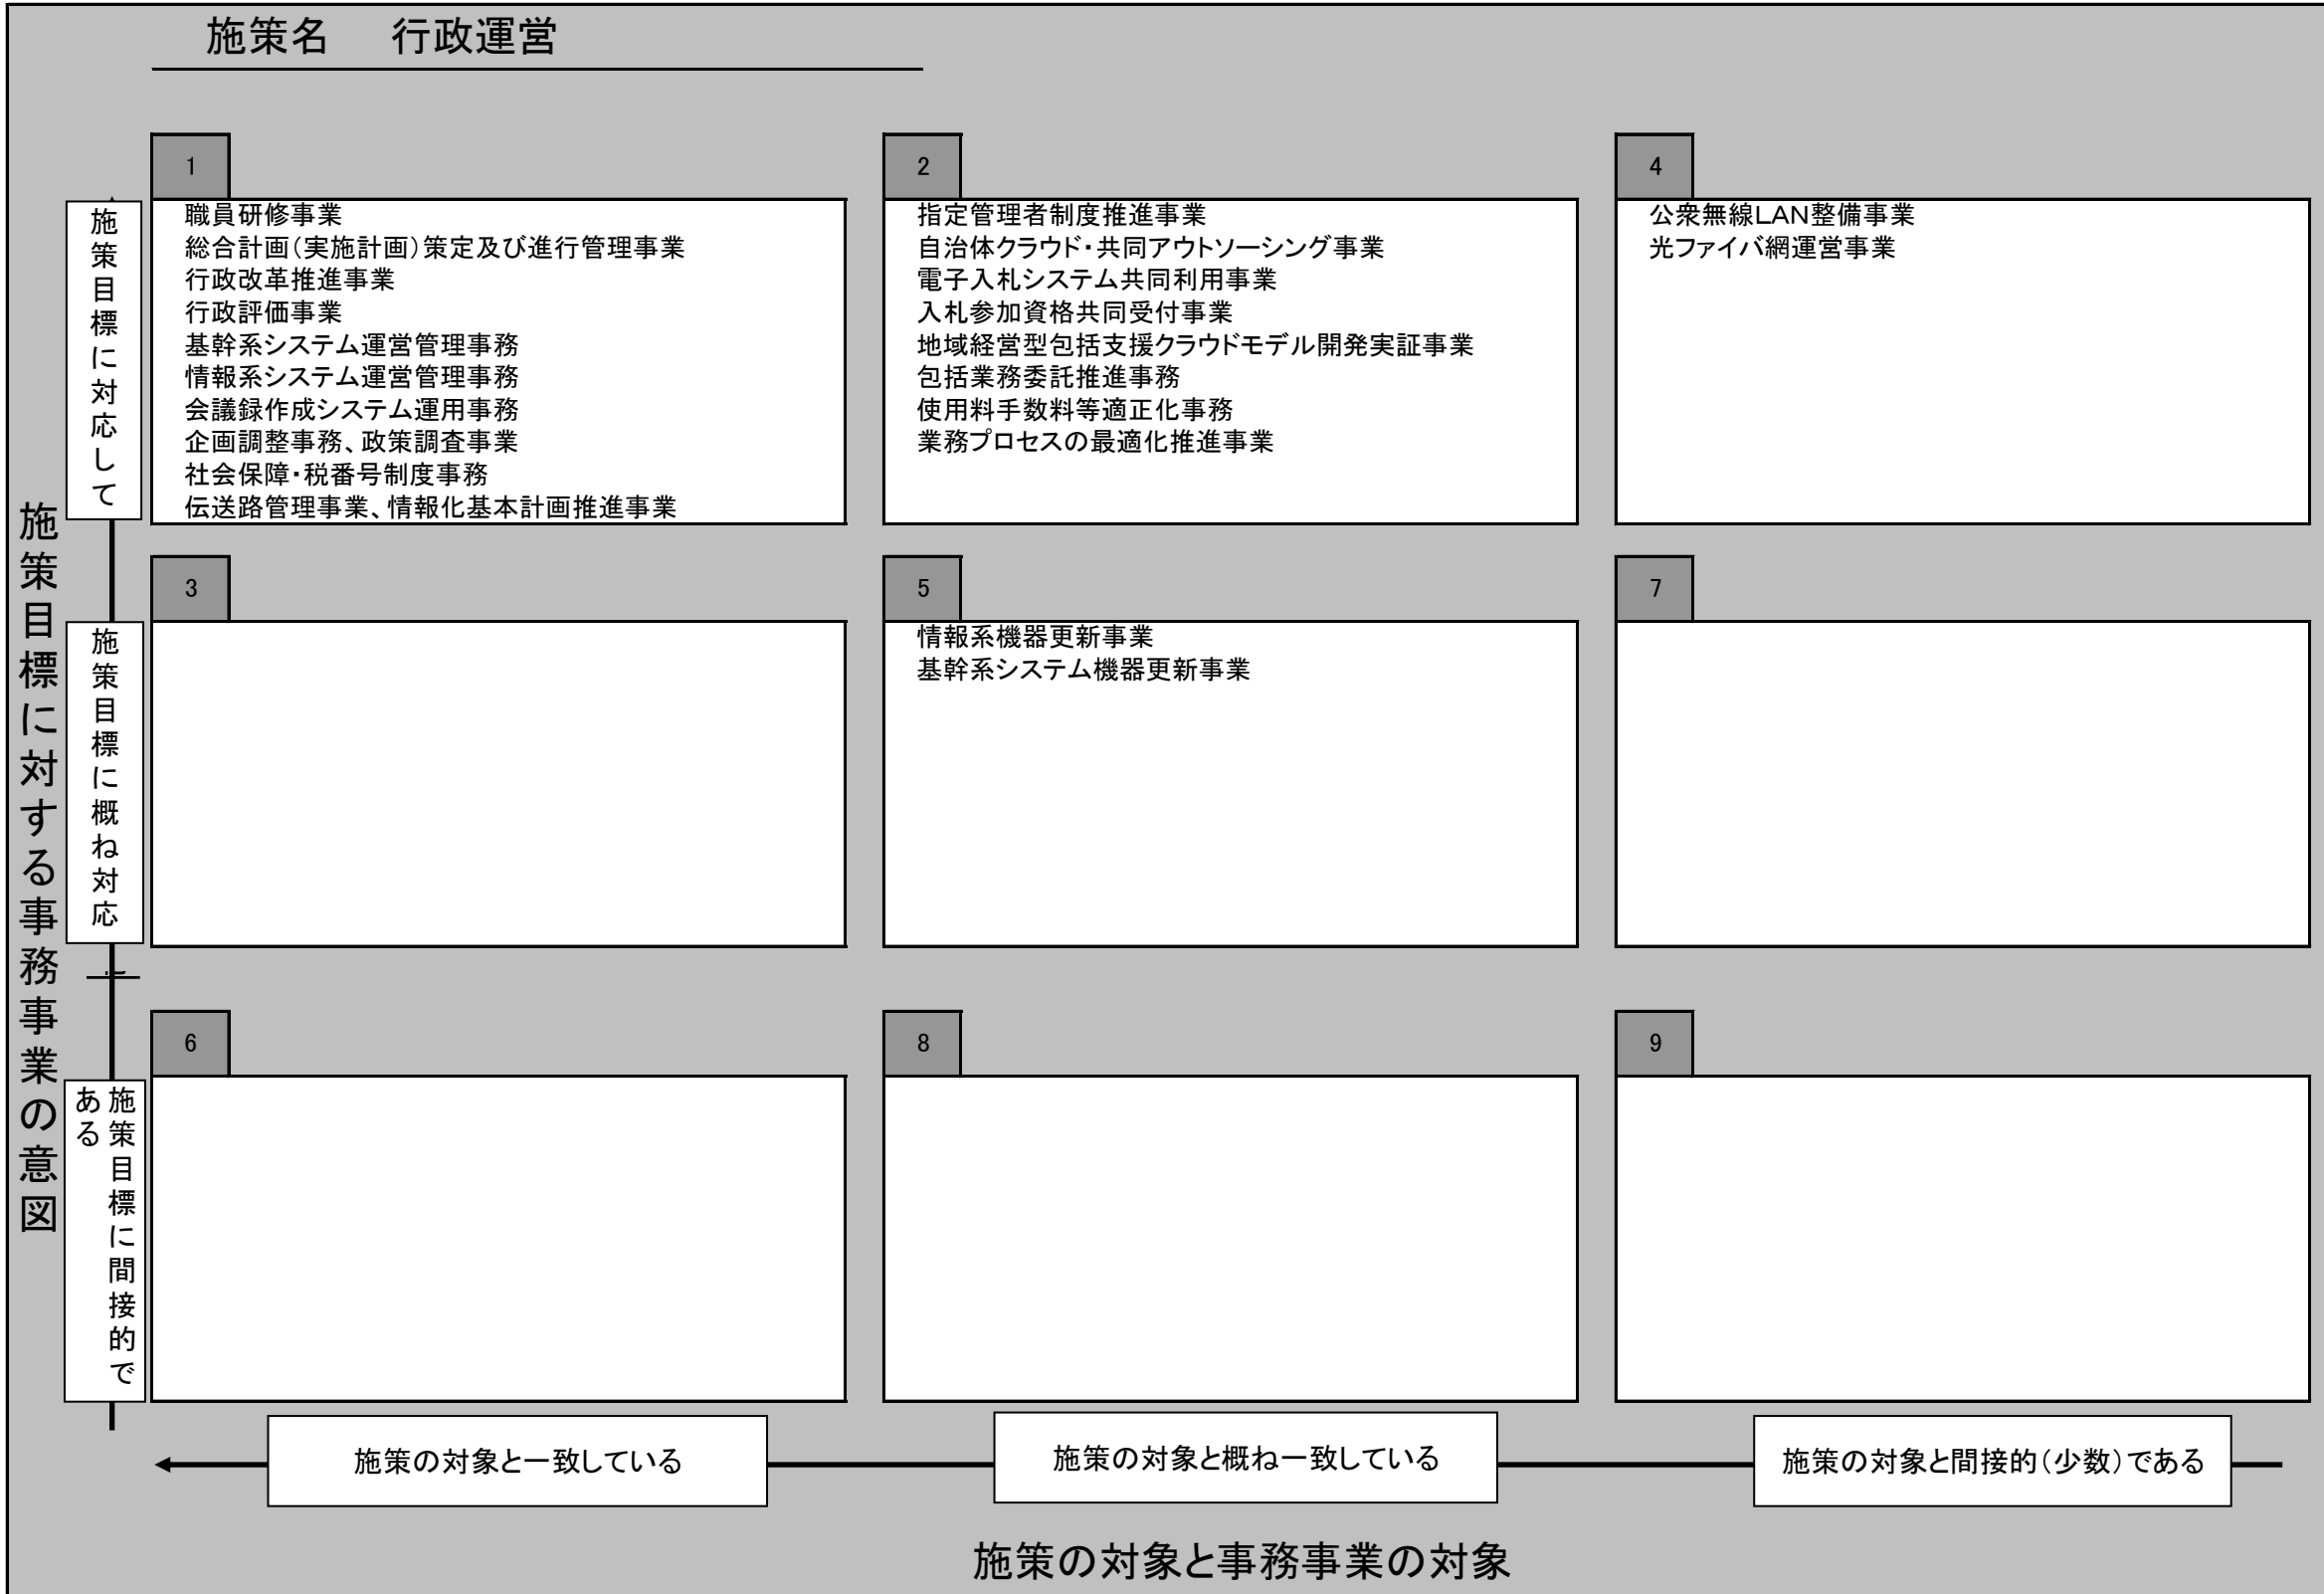 施策名 行政運営
施策目標に対する事務事業の意図
施策目標に対応して
1
職員研修事業
総合計画(実施計画)策定及び進行管理事業
行政改革推進事業
行政評価事業
基幹系システム運営管理事務
情報系システム運営管理事務
会議録作成システム運用事務
企画調整事務、政策調査事業
社会保障・税番号制度事務
伝送路管理事業、情報化基本計画推進事業
2
指定管理者制度推進事業
自治体クラウド・共同アウトソーシング事業
電子入札システム共同利用事業
入札参加資格共同受付事業
地域経営型包括支援クラウドモデル開発実証事業
包括業務委託推進事務
使用料手数料等適正化事務
業務プロセスの最適化推進事業
4
公衆無線LAN整備事業
光ファイバ網運営事業
施策目標に概ね対応
3
5
情報系機器更新事業
基幹系システム機器更新事業
7
施策目標に間接的で
ある
6
8
9
施策の対象と一致している
施策の対象と概ね一致している
施策の対象と間接的(少数)である
施策の対象と事務事業の対象